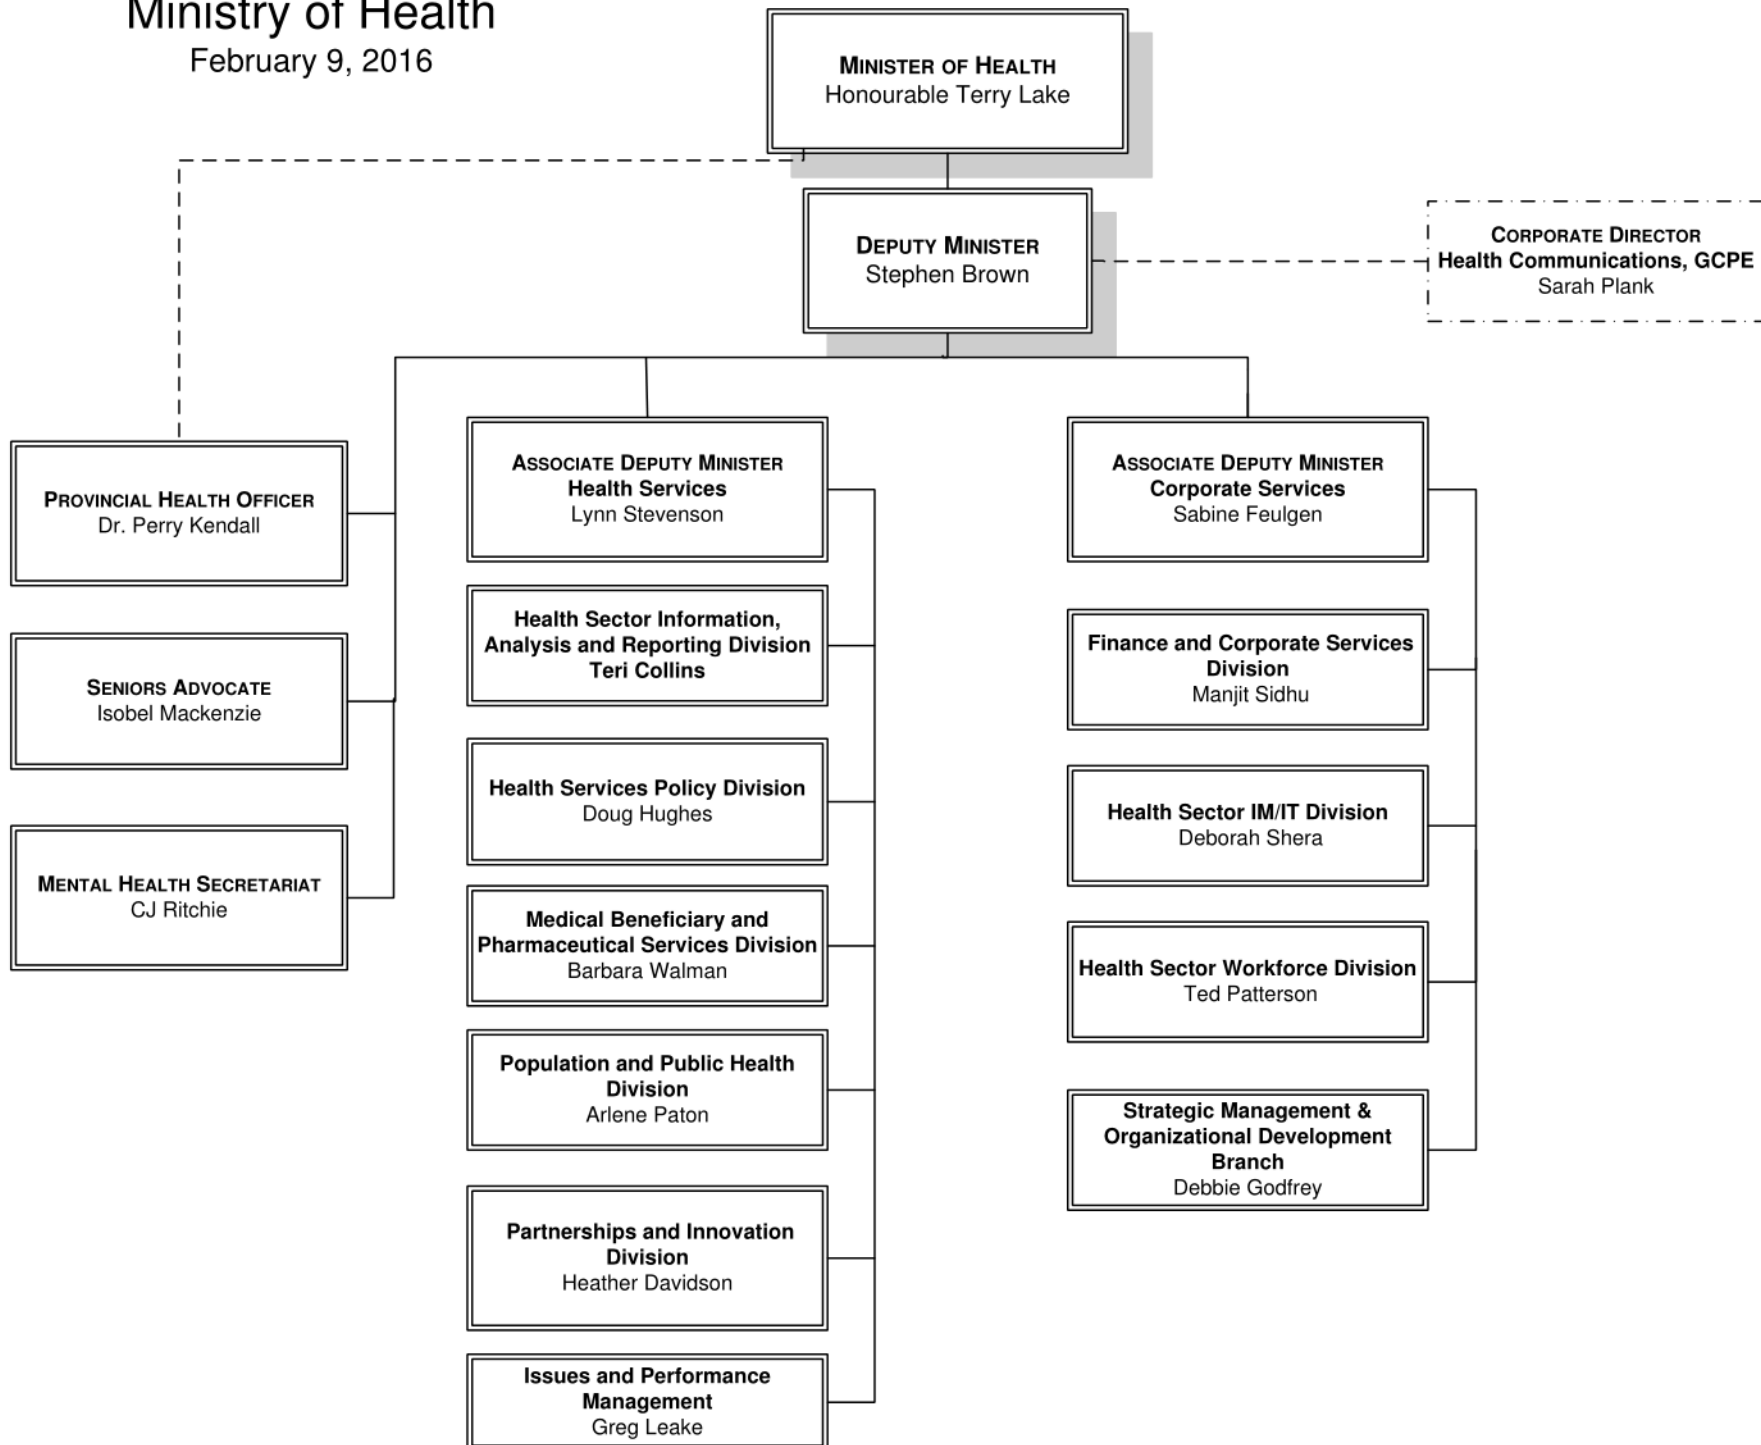 Ministry of Health
February 9, 2016
MINISTER OF HEALTH
Honourable Terry Lake
DEPUTY MINISTER
Stephen Brown
CORPORATE DIRECTOR
Health Communications, GCPE
Sarah Plank
PROVINCIAL HEALTH OFFICER
Dr. Perry Kendall
SENIORS ADVOCATE
Isobel Mackenzie
MENTAL HEALTH SECRETARIAT
CJ Ritchie
ASSOCIATE DEPUTY MINISTER
Health Services
Lynn Stevenson
Health Sector Information,
Analysis and Reporting Division
Teri Collins
Health Services Policy Division
Doug Hughes
Medical Beneficiary and
Pharmaceutical Services Division
Barbara Walman
Population and Public Health
Division
Arlene Paton
Partnerships and Innovation
Division
Heather Davidson
Issues and Performance
Management
Greg Leake
ASSOCIATE DEPUTY MINISTER
Corporate Services
Sabine Feulgen
Finance and Corporate Services
Division
Manjit Sidhu
Health Sector IM/IT Division
Deborah Shera
Health Sector Workforce Division
Ted Patterson
Strategic Management &
Organizational Development
Branch
Debbie Godfrey